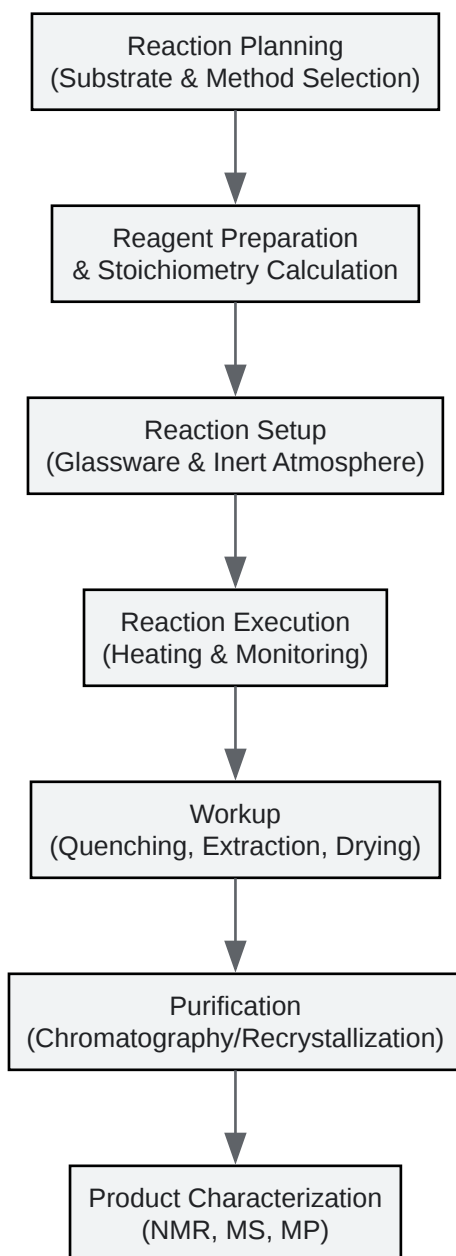 Reaction Planning
(Substrate & Method Selection)
Reagent Preparation
& Stoichiometry Calculation
Reaction Setup
(Glassware & Inert Atmosphere)
Reaction Execution
(Heating & Monitoring)
Workup
(Quenching, Extraction, Drying)
Purification
(Chromatography/Recrystallization)
Product Characterization
(NMR, MS, MP)